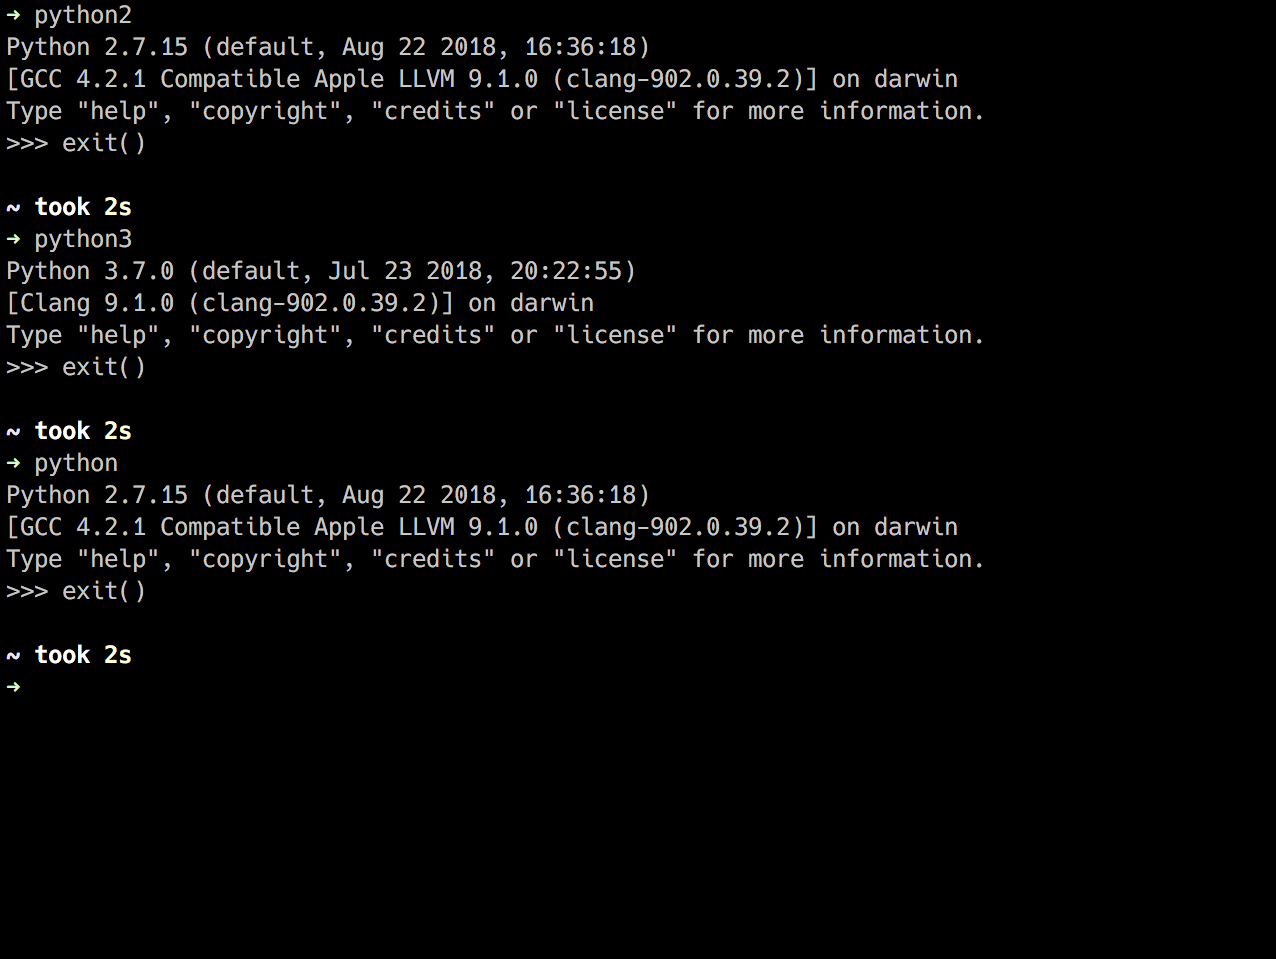 ➜ python2
Python 2.7.15 (default, Aug 22 2018, 16:36:18)
[GCC 4.2.1 Compatible Apple LLVM 9.1.0 (clang-902.0.39.2)] on darwin
Type "help", "copyright", "credits" or "license" for more information.
>>> exit()
~ took 2s
➜ python3
Python 3.7.0 (default, Jul 23 2018, 20:22:55)
[Clang 9.1.0 (clang-902.0.39.2)] on darwin
Type "help", "copyright", "credits" or "license" for more information.
>>> exit()
~ took 2s
➜ python
Python 2.7.15 (default, Aug 22 2018, 16:36:18)
[GCC 4.2.1 Compatible Apple LLVM 9.1.0 (clang-902.0.39.2)] on darwin
Type "help", "copyright", "credits" or "license" for more information.
>>> exit()
~ took 2s
➜